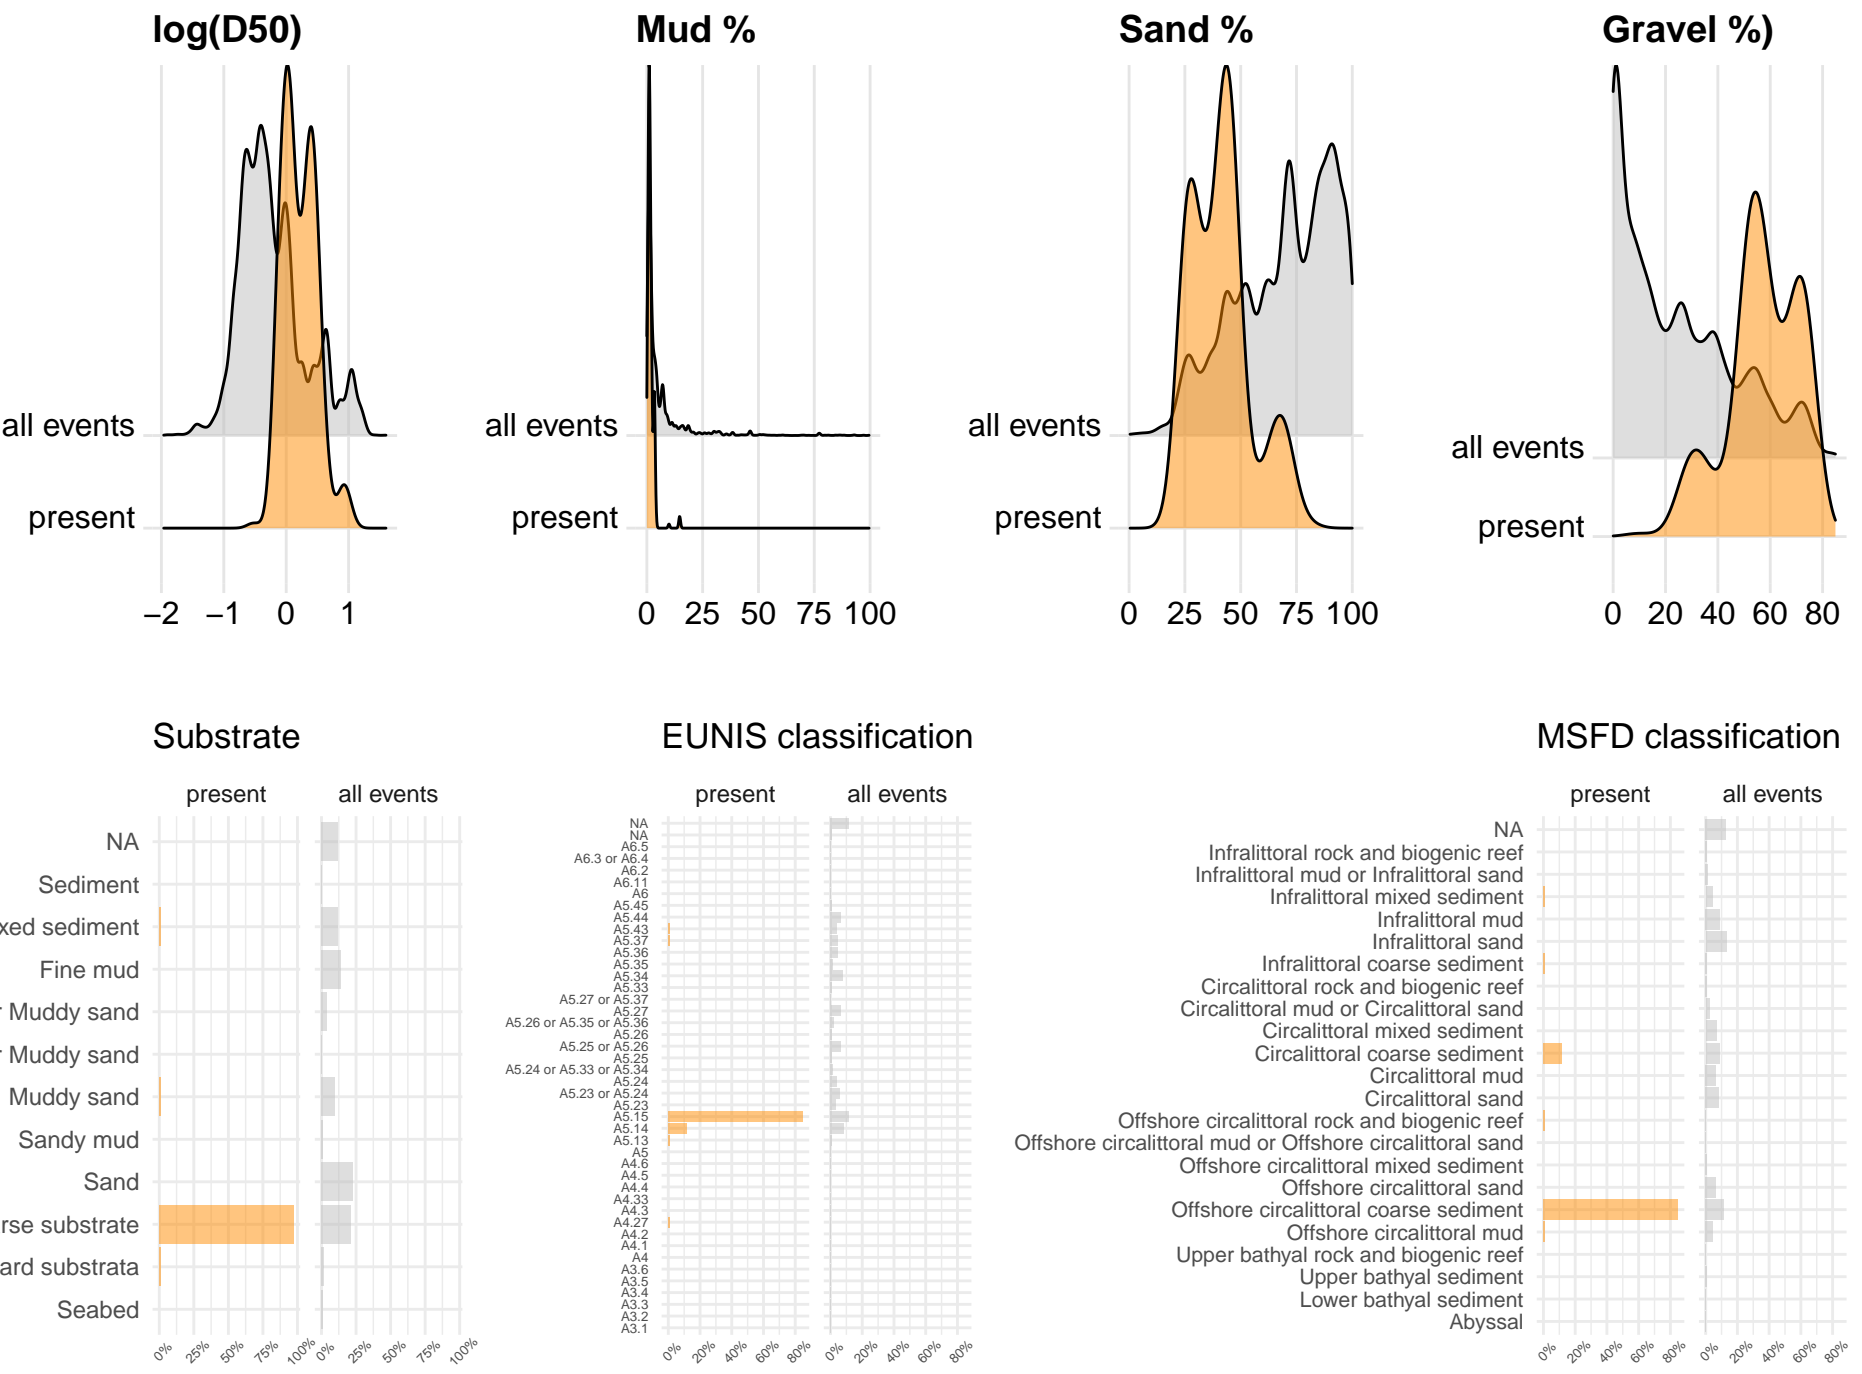 log(D50)
Mud %
Sand %
Gravel %)
all events
present
−2 −1 0 1
all events
present
0 25 50 75 100
all events
present
0 25 50 75 100
all events
present
0 20 40 60 80
Substrate
present all events
NA
Sediment
xed sediment
Fine mud
r Muddy sand
r Muddy sand
Muddy sand
Sandy mud
Sand
rse substrate
ard substrata
Seabed
0% 25% 50% 75% 100% 0% 25% 50% 75% 100%
EUNIS classification
present all events
NA
NA
A6.5
A6.3 or A6.4
A6.2
A6.11
A6
A5.45
A5.44
A5.43
A5.37
A5.36
A5.35
A5.34
A5.33
A5.27 or A5.37
A5.27
A5.26 or A5.35 or A5.36
A5.26
A5.25 or A5.26
A5.25
A5.24 or A5.33 or A5.34
A5.24
A5.23 or A5.24
A5.23
A5.15
A5.14
A5.13
A5
A4.6
A4.5
A4.4
A4.33
A4.3
A4.27
A4.2
A4.1
A4
A3.6
A3.5
A3.4
A3.3
A3.2
A3.1
0% 20% 40% 60% 80% 0% 20% 40% 60% 80%
MSFD classification
present all events
NA
Infralittoral rock and biogenic reef
Infralittoral mud or Infralittoral sand
Infralittoral mixed sediment
Infralittoral mud
Infralittoral sand
Infralittoral coarse sediment
Circalittoral rock and biogenic reef
Circalittoral mud or Circalittoral sand
Circalittoral mixed sediment
Circalittoral coarse sediment
Circalittoral mud
Circalittoral sand
Offshore circalittoral rock and biogenic reef
Offshore circalittoral mud or Offshore circalittoral sand
Offshore circalittoral mixed sediment
Offshore circalittoral sand
Offshore circalittoral coarse sediment
Offshore circalittoral mud
Upper bathyal rock and biogenic reef
Upper bathyal sediment
Lower bathyal sediment
Abyssal
0% 20% 40% 60% 80% 0% 20% 40% 60% 80%